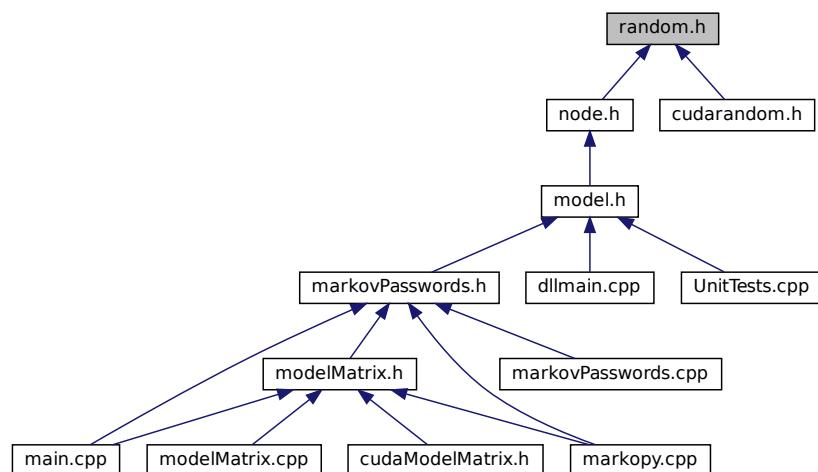 random.h
node.h
cudarandom.h
model.h
markovPasswords.h
dllmain.cpp
UnitTests.cpp
modelMatrix.h
markovPasswords.cpp
main.cpp
modelMatrix.cpp
cudaModelMatrix.h
markopy.cpp